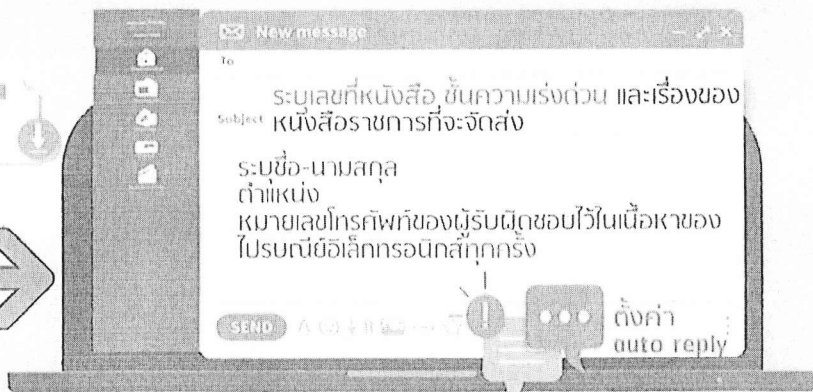 New message
To
ระบุเลขที่หนังสือ ชั้นความเร่งด่วน และเรื่องของ
Subject หนังสือราชการที่จะจัดส่ง
ระบุชื่อ-นามสกุล
ตำแหน่ง
หมายเลขโทรศัพท์ของผู้รับผิดชอบไว้ในเนื้อหาของ
ไปรษณีย์อิเล็กทรอนิกส์ทุกครั้ง
SEND
ตั้งค่า
auto reply